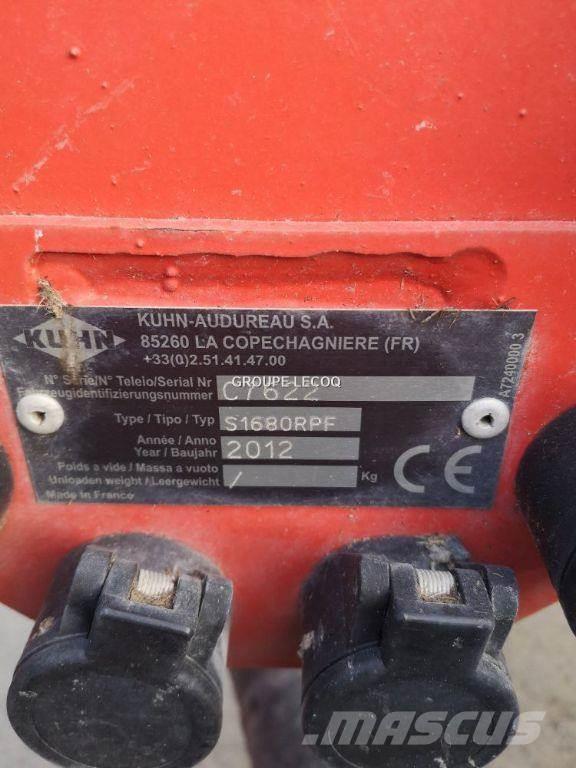 KUHN
KUHN-AUDUREAU S.A.
85260 LA COPECHAGNIERE (FR)
+33(0)2.51.41.47.00
N° Série/N° Teleio/Serial Nr
Fahrzeugidentifizierungsnummer
C7622
GROUPE LECOQ
Type / Tipo / Typ
S1680RPF
Année / Anno
Year / Baujahr
2012
Poids a vide / Massa a vuoto
Unloaden weight / Leergewicht
/
Kg
Made in France
CE
A7240000 3
MASCUS